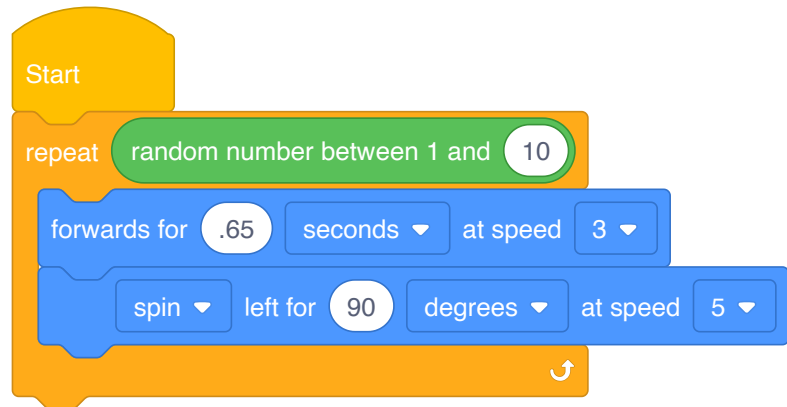 Start
repeat random number between 1 and 10
forwards for .65 seconds at speed 3
spin left for 90 degrees at speed 5